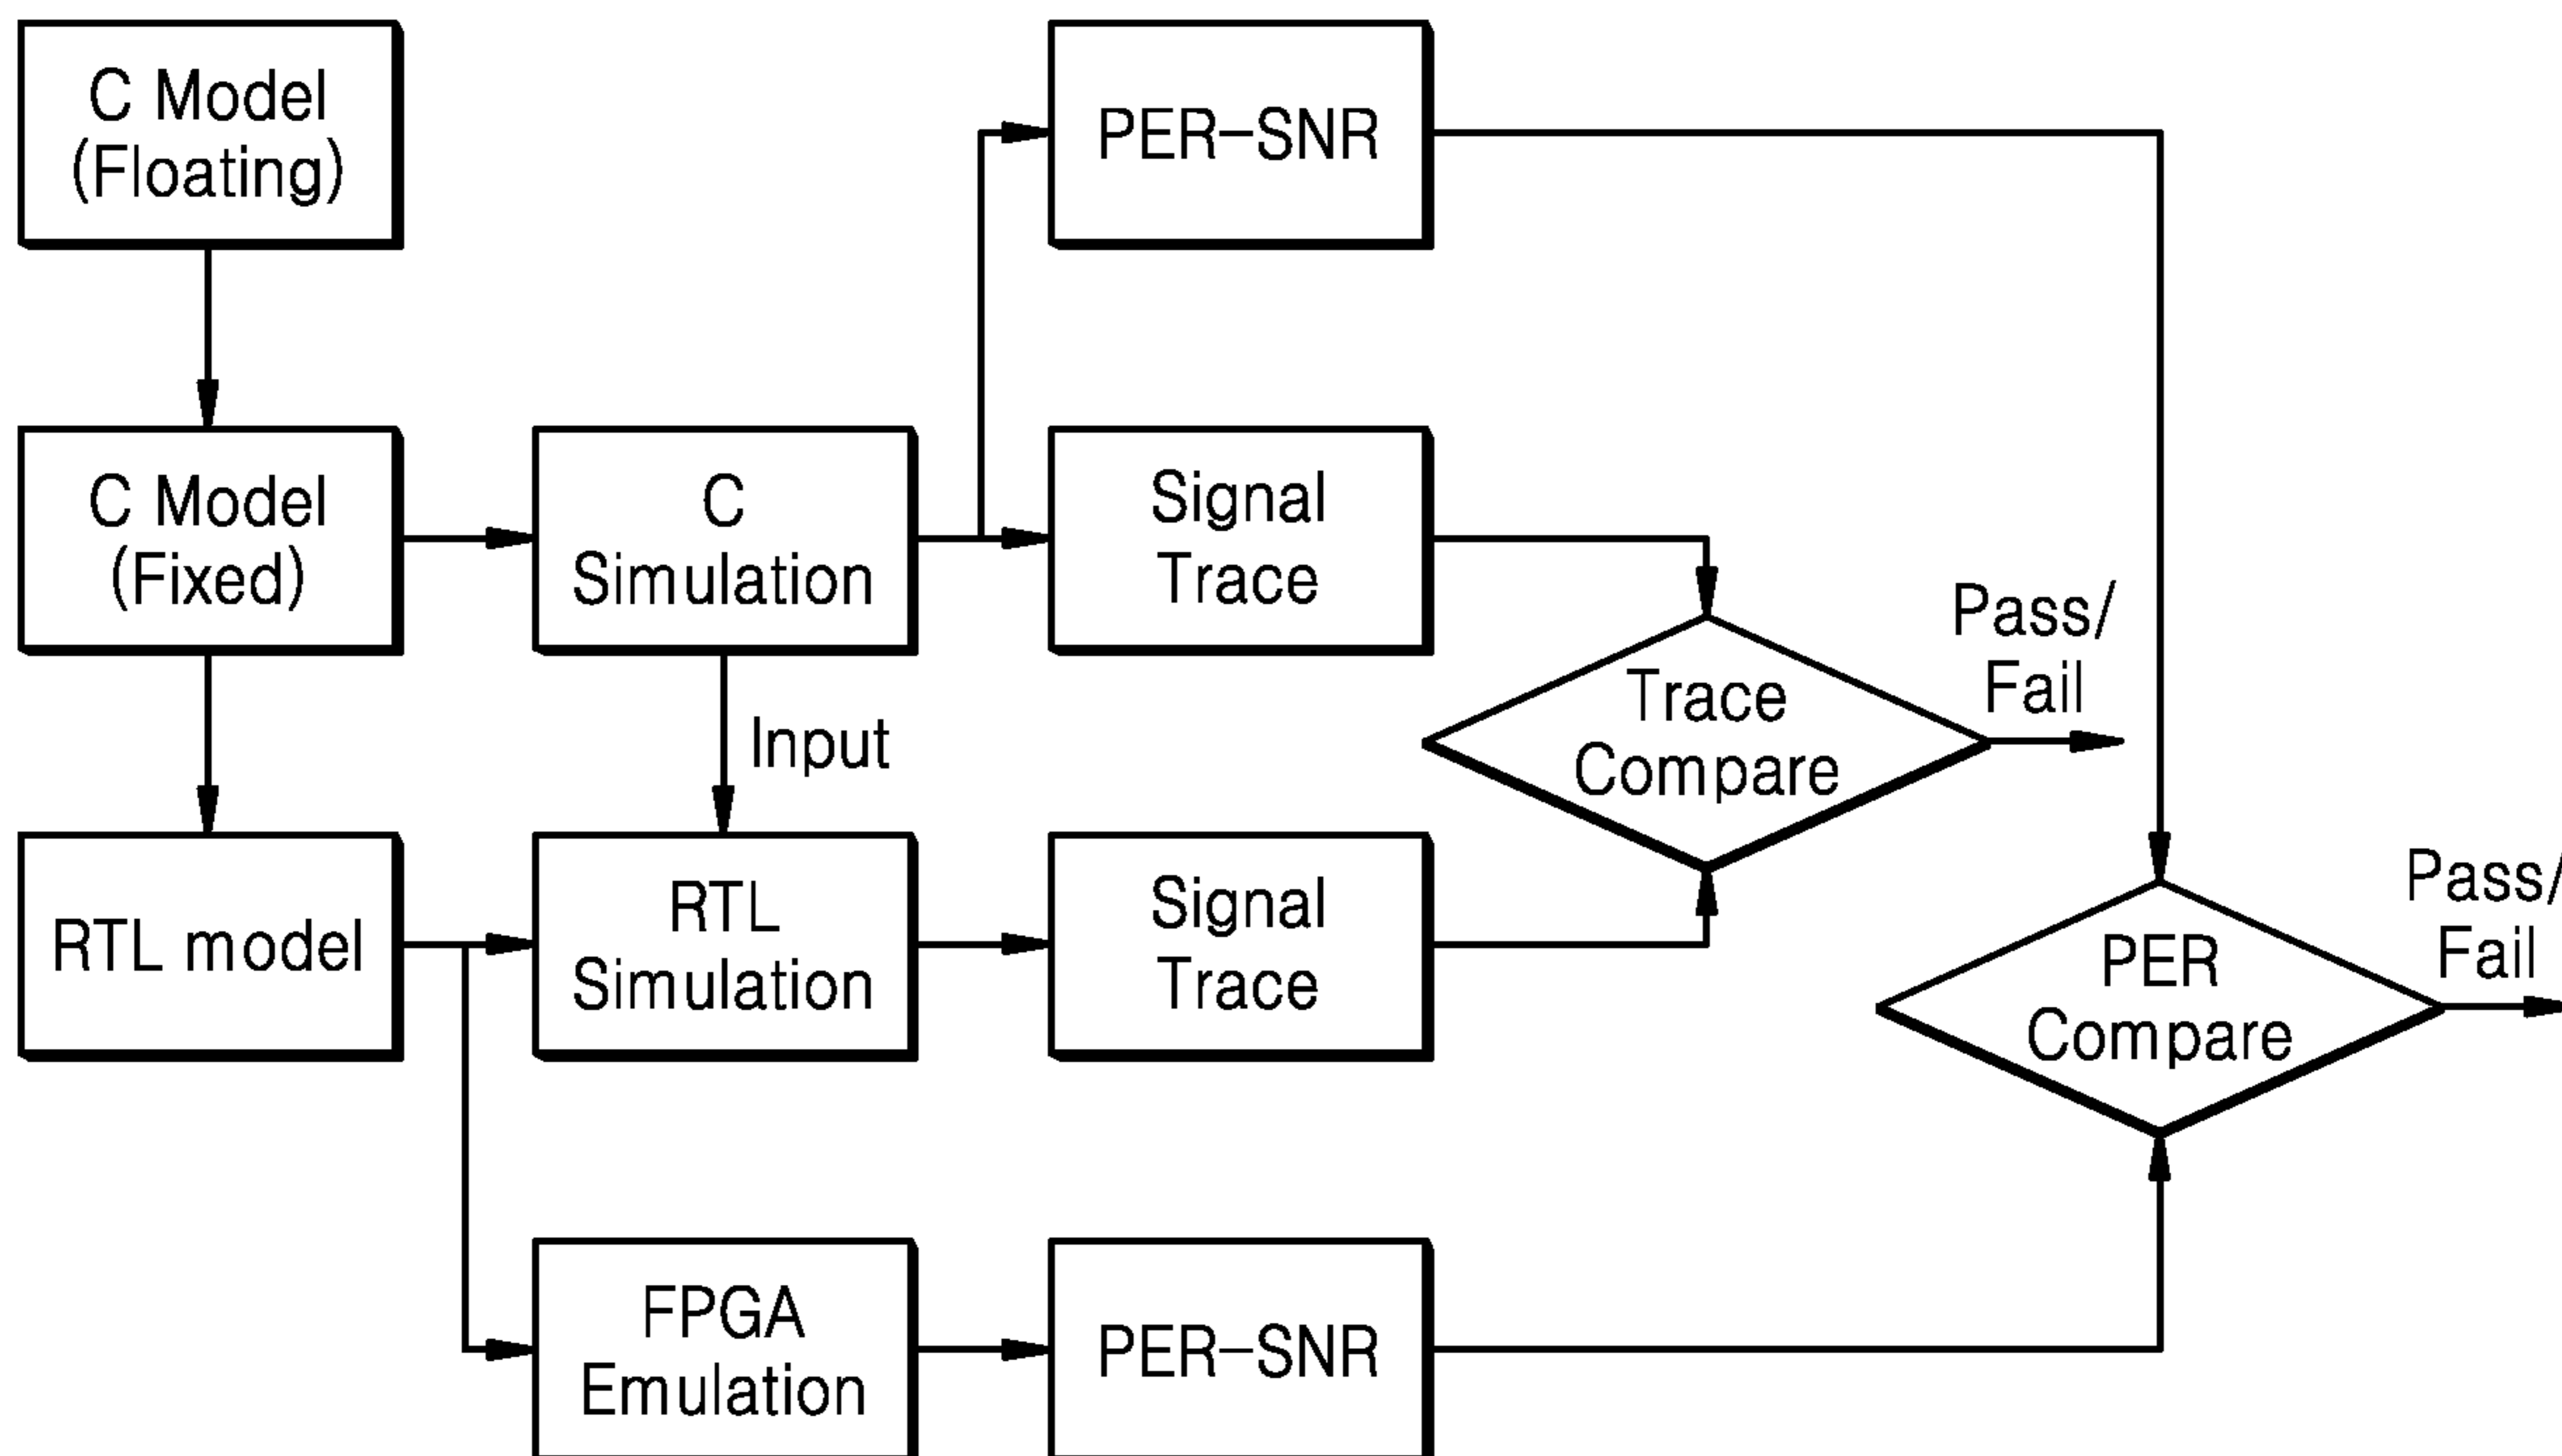 C Model
(Floating)
PER-SNR
C Model
(Fixed)
C
Simulation
Signal
Trace
Pass/
Fail
Trace
Compare
Input
RTL model
RTL
Simulation
Signal
Trace
Pass/
Fail
PER
Compare
FPGA
Emulation
PER-SNR